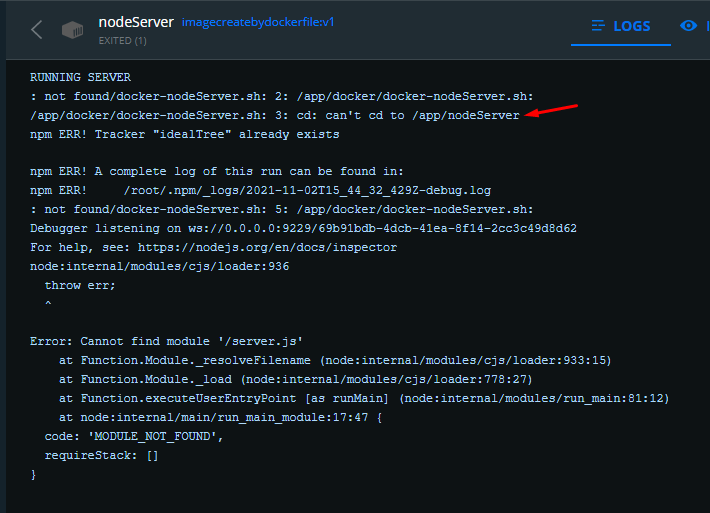 nodeServer imagecreatebydockerfile:v1
EXITED (1)
LOGS
RUNNING SERVER
: not found/docker-nodeServer.sh: 2: /app/docker/docker-nodeServer.sh:
/app/docker/docker-nodeServer.sh: 3: cd: can't cd to /app/nodeServer
npm ERR! Tracker "idealTree" already exists
npm ERR! A complete log of this run can be found in:
npm ERR!     /root/.npm/_logs/2021-11-02T15_44_32_429Z-debug.log
: not found/docker-nodeServer.sh: 5: /app/docker/docker-nodeServer.sh:
Debugger listening on ws://0.0.0.0:9229/69b91bdb-4dcb-41ea-8f14-2cc3c49d8d62
For help, see: https://nodejs.org/en/docs/inspector
node:internal/modules/cjs/loader:936
  throw err;
  ^
Error: Cannot find module '/server.js'
    at Function.Module._resolveFilename (node:internal/modules/cjs/loader:933:15)
    at Function.Module._load (node:internal/modules/cjs/loader:778:27)
    at Function.executeUserEntryPoint [as runMain] (node:internal/modules/run_main:81:12)
    at node:internal/main/run_main_module:17:47 {
  code: 'MODULE_NOT_FOUND',
  requireStack: []
}